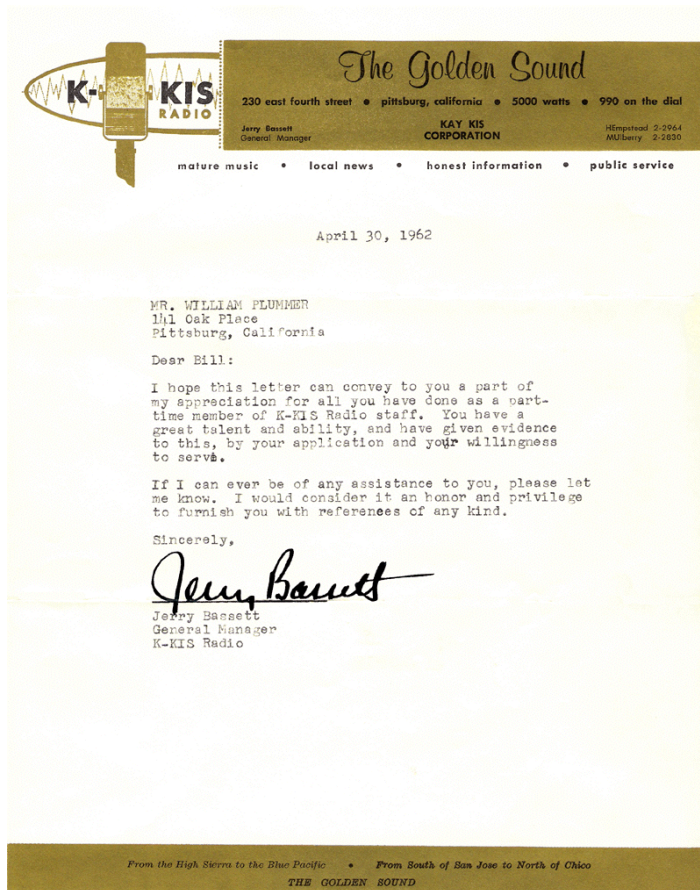 K-KIS
RADIO
The Golden Sound
230 east fourth street • pittsburg, california • 5000 watts • 990 on the dial
Jerry Bassett
General Manager
KAY KIS
CORPORATION
HEmpstead 2-2964
MUlberry 2-2830
mature music • local news • honest information • public service
April 30, 1962
MR. WILLIAM PLUMMER
141 Oak Place
Pittsburg, California
Dear Bill:
I hope this letter can convey to you a part of
my appreciation for all you have done as a part-
time member of K-KIS Radio staff. You have a
great talent and ability, and have given evidence
to this, by your application and your willingness
to serve.
If I can ever be of any assistance to you, please let
me know. I would consider it an honor and privilege
to furnish you with references of any kind.
Sincerely,
Jerry Bassett
Jerry Bassett
General Manager
K-KIS Radio
From the High Sierra to the Blue Pacific • From South of San Jose to North of Chico
THE GOLDEN SOUND